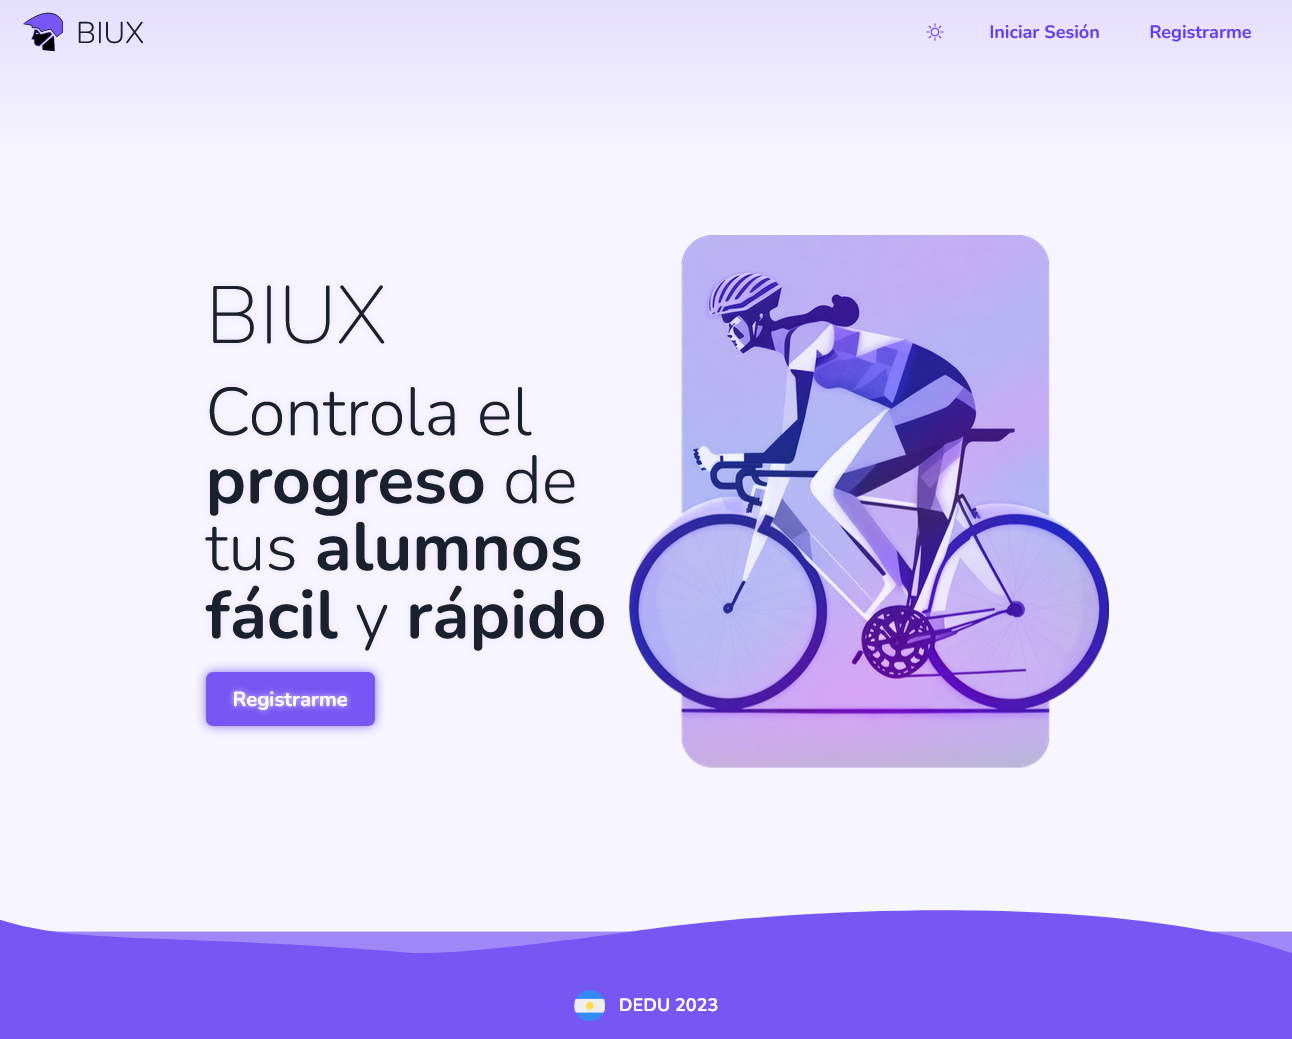 BIUX
Iniciar Sesión
Registrarme
BIUX
Controla el
progreso de
tus alumnos
fácil y rápido
Registrarme
DEDU 2023